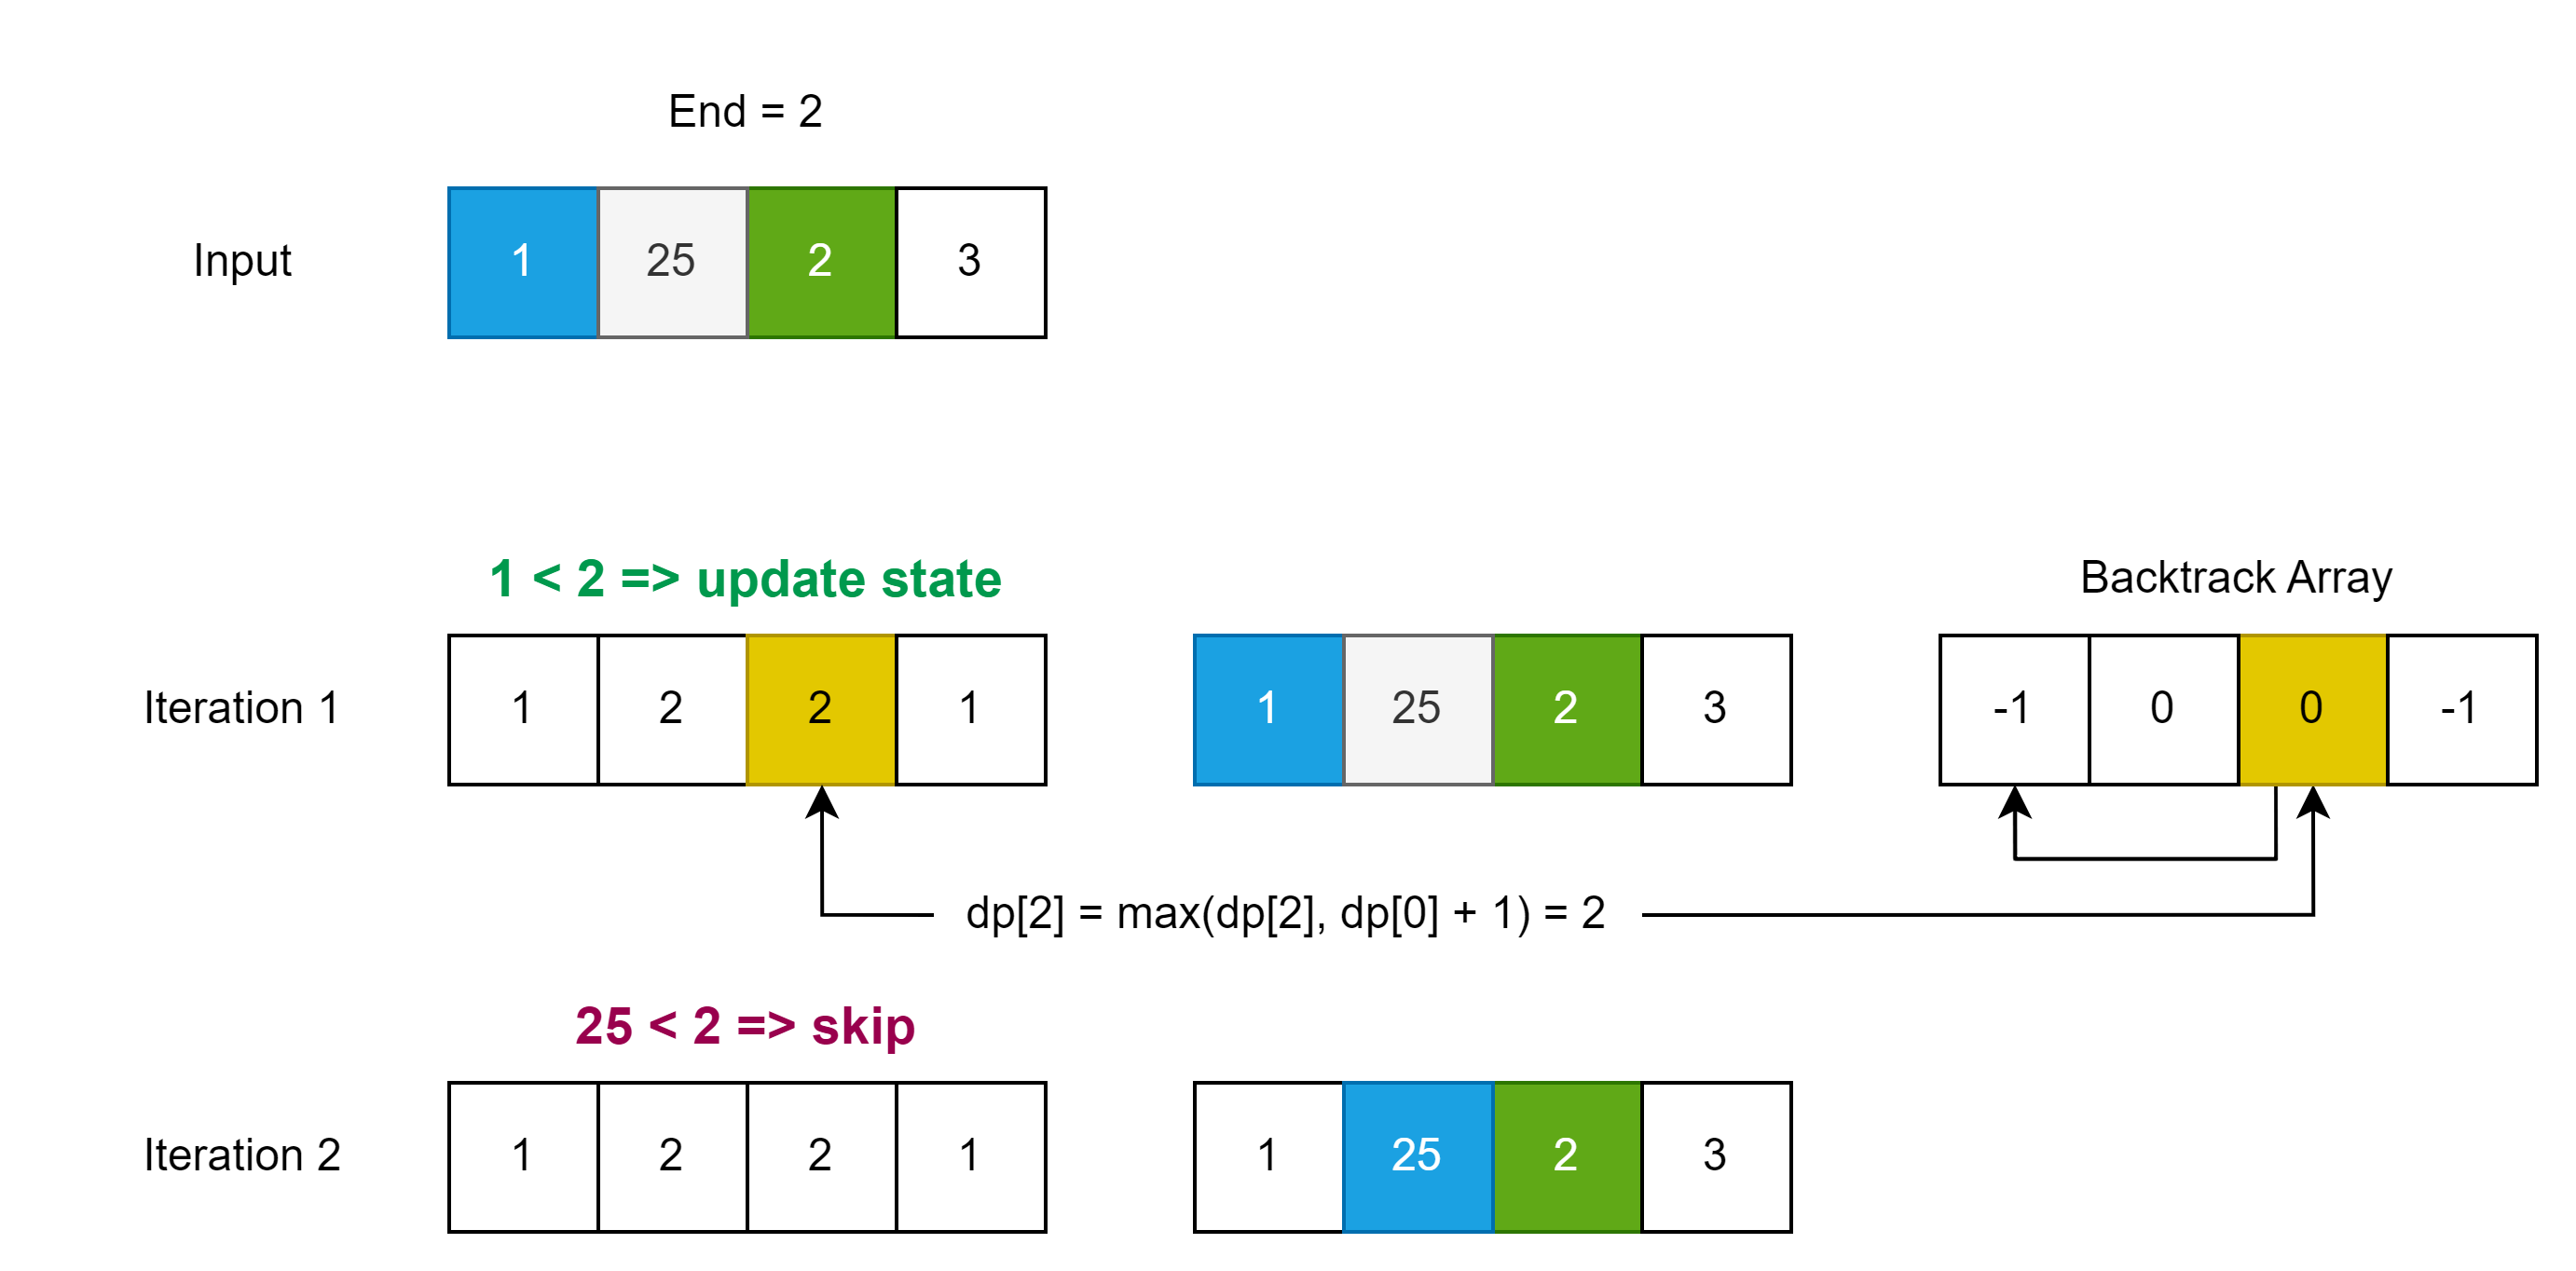 End = 2
Input
1 25 2 3
1 < 2 => update state
Backtrack Array
Iteration 1
1 2 2 1
1 25 2 3
-1 0 0 -1
dp[2] = max(dp[2], dp[0] + 1) = 2
25 < 2 => skip
Iteration 2
1 2 2 1
1 25 2 3